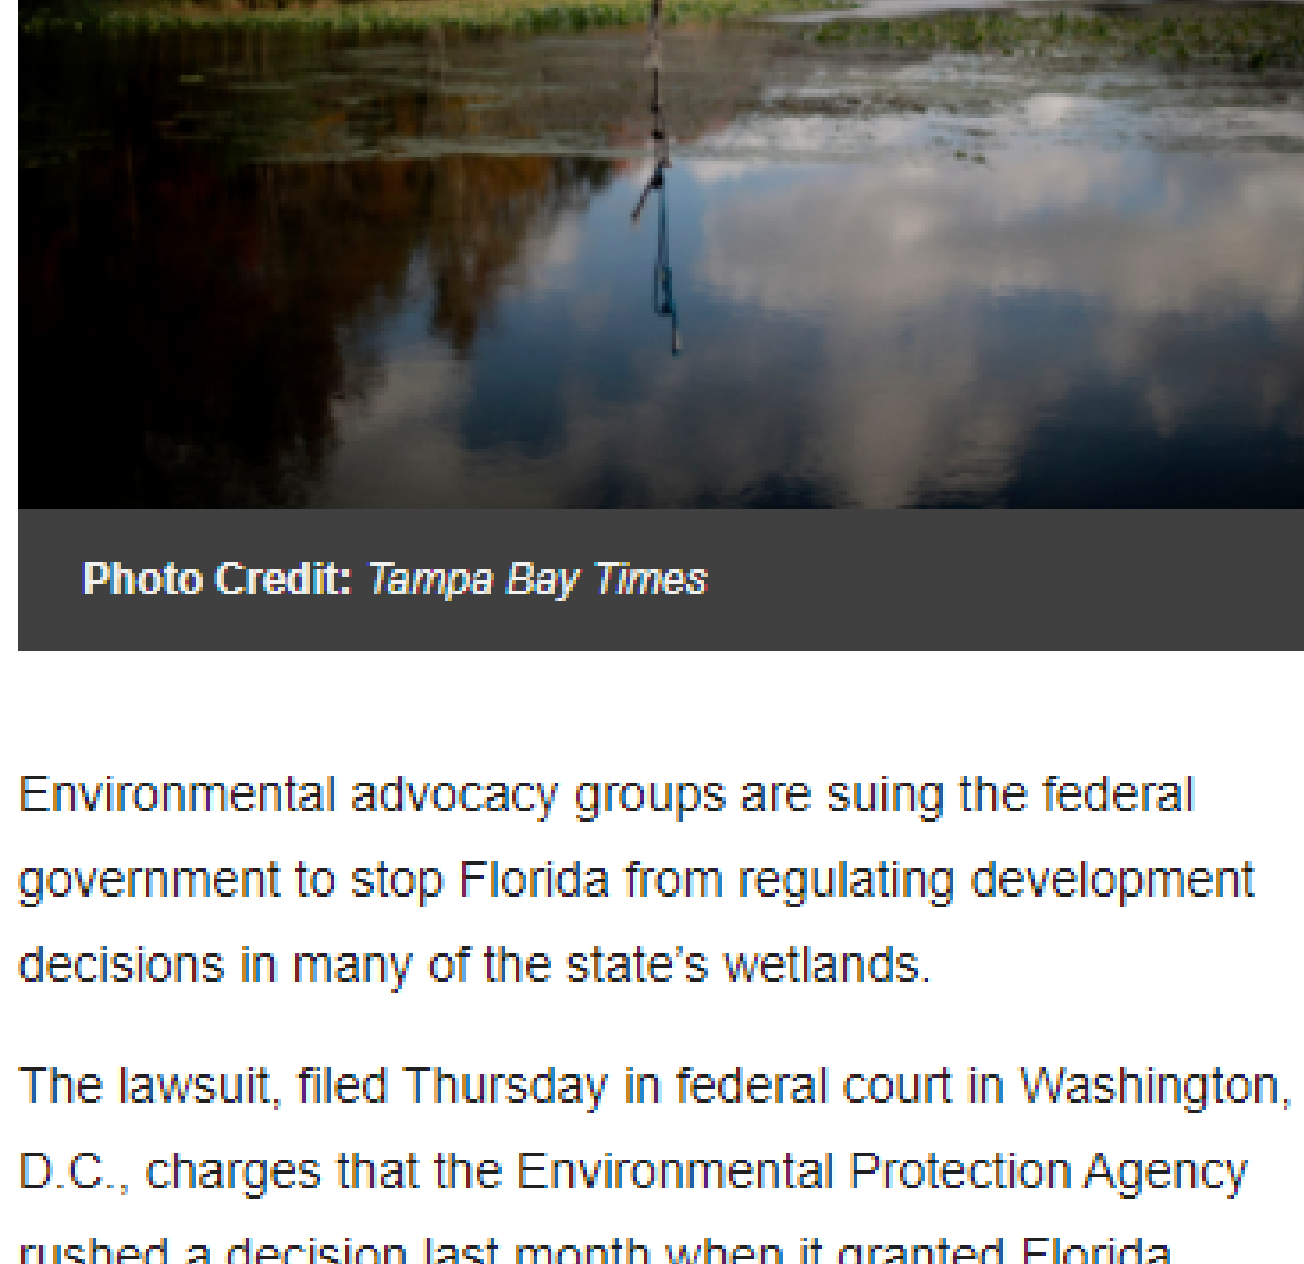 Photo Credit: Tampa Bay Times
Environmental advocacy groups are suing the federal
government to stop Florida from regulating development
decisions in many of the state’s wetlands.
The lawsuit, filed Thursday in federal court in Washington,
D.C., charges that the Environmental Protection Agency
rushed a decision last month when it granted Florida